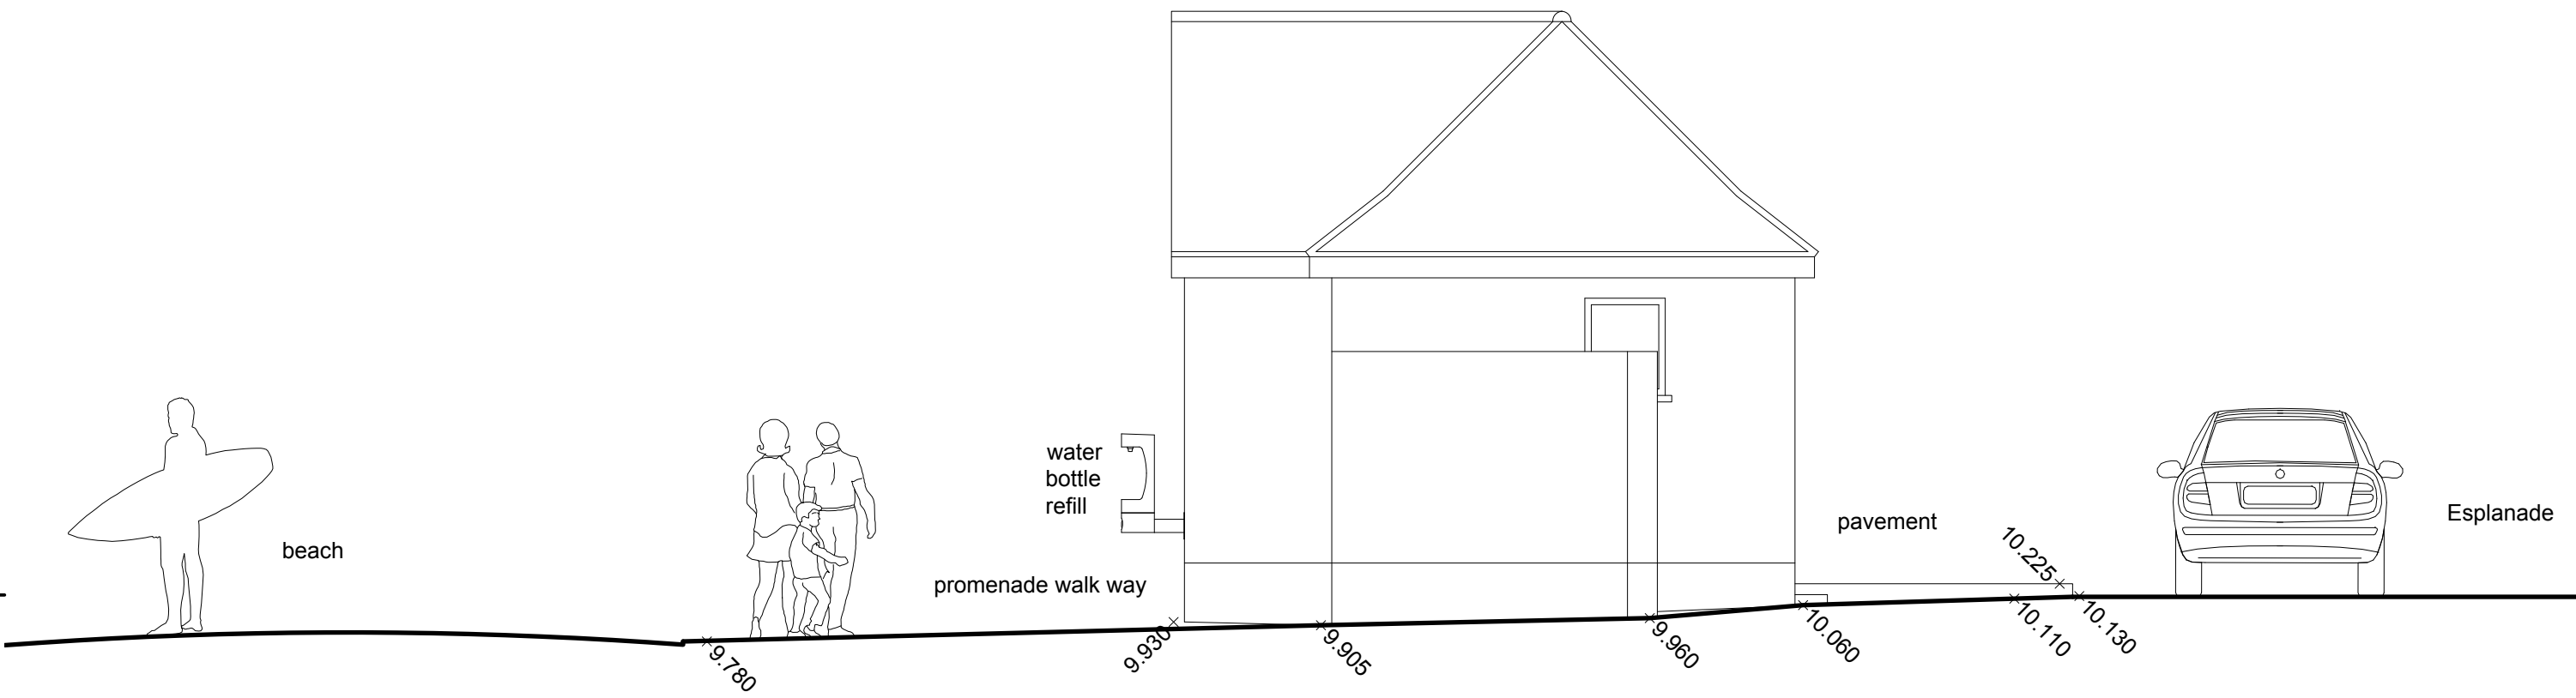 water
bottle
refill
beach
promenade walk way
pavement
Esplanade
9.780
9.930
9.905
9.960
10.060
10.225
10.110
10.130